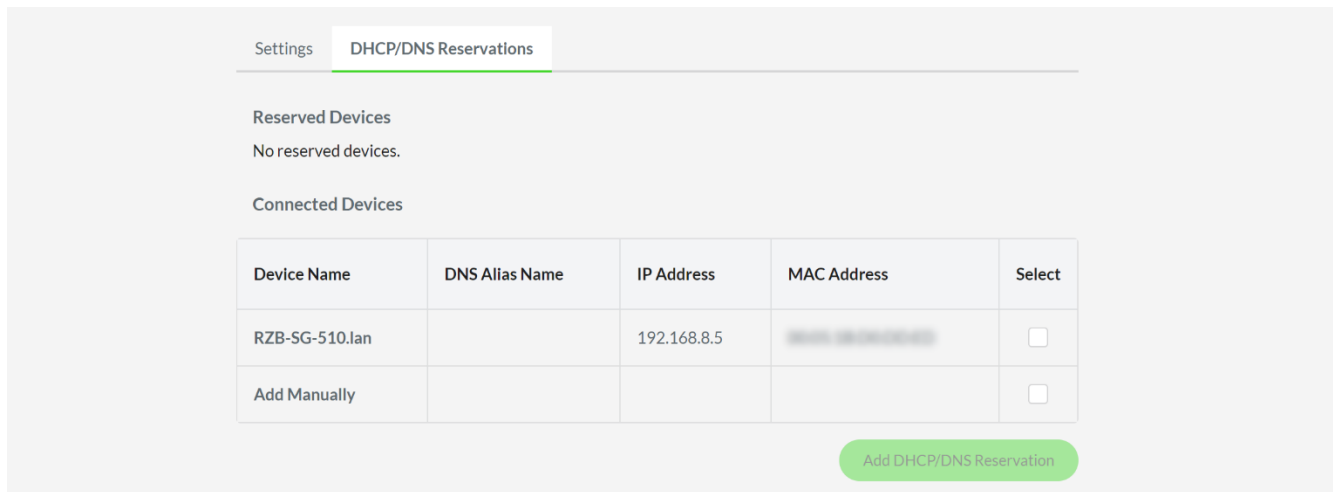 Settings DHCP/DNS Reservations
Reserved Devices
No reserved devices.
Connected Devices
Device Name DNS Alias Name IP Address MAC Address Select
RZB-SG-510.lan 192.168.8.5
Add Manually
Add DHCP/DNS Reservation